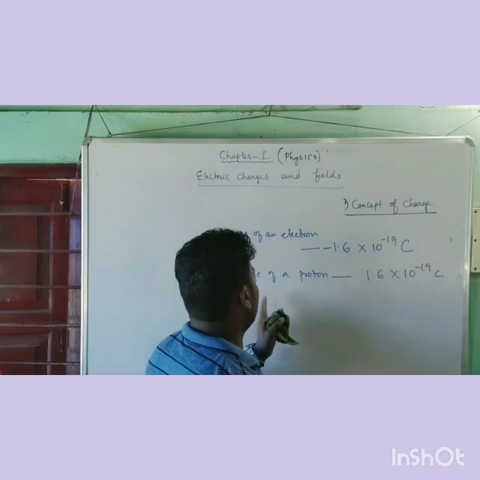 Chapter-I (Physics)
Electric charges and fields
1) Concept of Charge
of an electron
— -1.6 × 10⁻¹⁹ C
of a proton — 1.6 × 10⁻¹⁹ C
InShOt